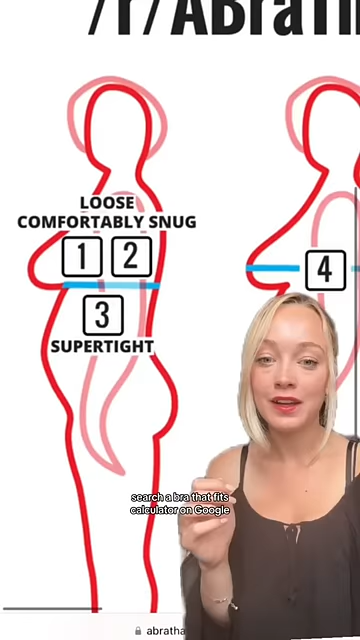 /r/ABraTh
LOOSE
COMFORTABLY SNUG
1 2
4
3
SUPERTIGHT
search a bra that fits
calculator on Google
abratha